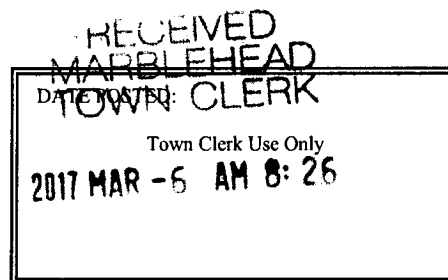 RECEIVED
MARBLEHEAD
TOWN CLERK
DATE POSTED:
Town Clerk Use Only
2017 MAR -6 AM 8: 26